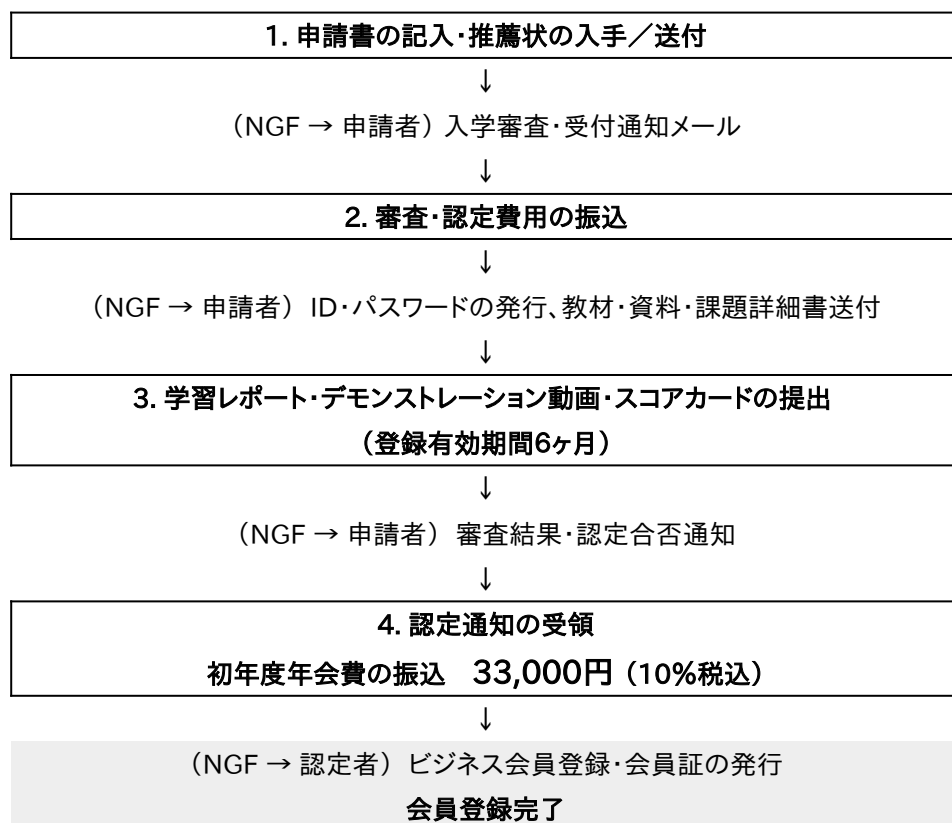 1. 申請書の記入・推薦状の入手／送付
↓
（NGF → 申請者） 入学審査・受付通知メール
↓
2. 審査・認定費用の振込
↓
（NGF → 申請者） ID・パスワードの発行、教材・資料・課題詳細書送付
↓
3. 学習レポート・デモンストレーション動画・スコアカードの提出
（登録有効期間6ヶ月）
↓
（NGF → 申請者） 審査結果・認定合否通知
↓
4. 認定通知の受領
初年度年会費の振込　33,000円（10%税込）
↓
（NGF → 認定者） ビジネス会員登録・会員証の発行
会員登録完了